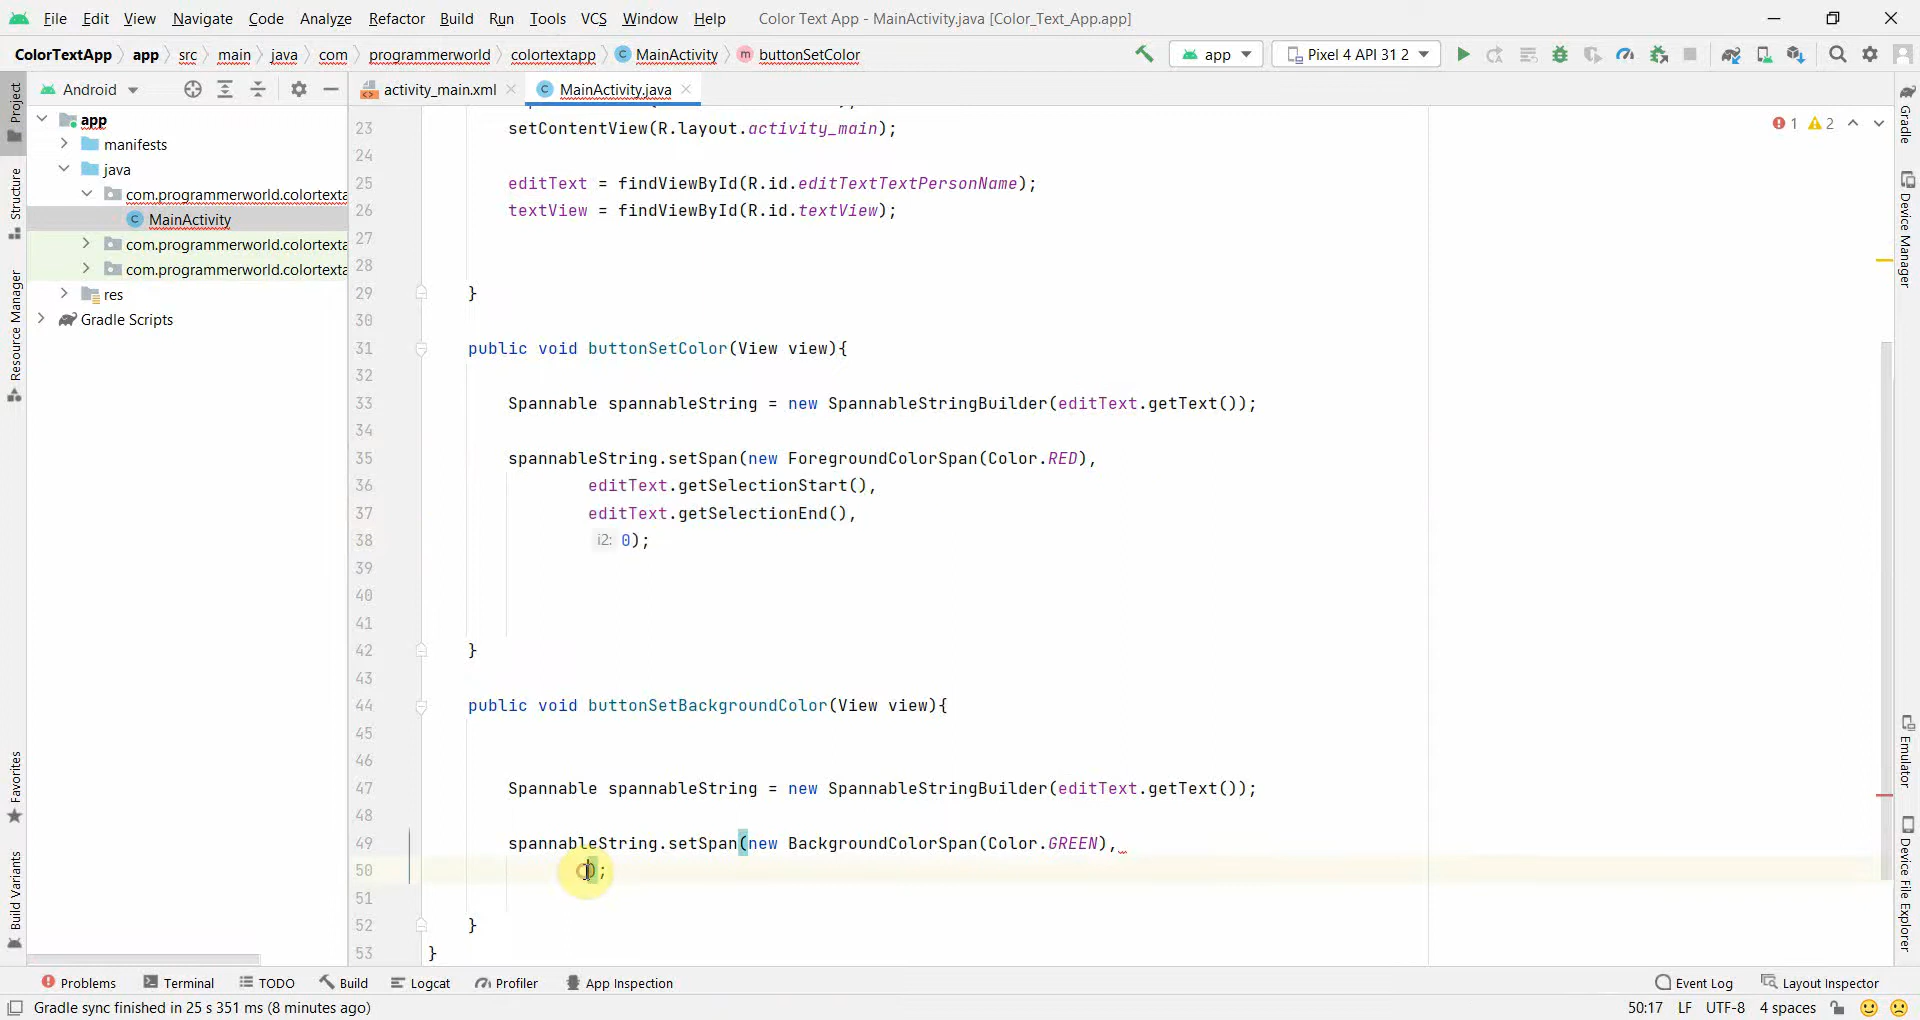 File Edit View Navigate Code Analyze Refactor Build Run Tools VCS Window Help Color Text App - MainActivity.java [Color_Text_App.app]
ColorTextApp app src main java com programmerworld colortextapp MainActivity buttonSetColor app Pixel 4 API 31 2
Project
Android
activity_main.xml
MainActivity.java
Gradle
app
manifests
java
com.programmerworld.colorta
MainActivity
com.programmerworld.colortexta
com.programmerworld.colortexta
res
Gradle Scripts
Structure
Resource Manager
Favorites
Build Variants
1 2
23 setContentView(R.layout.activity_main);
24
25 editText = findViewById(R.id.editTextTextPersonName);
26 textView = findViewById(R.id.textView);
27
28
29 }
30
31 public void buttonSetColor(View view){
32
33 Spannable spannableString = new SpannableStringBuilder(editText.getText());
34
35 spannableString.setSpan(new ForegroundColorSpan(Color.RED),
36 editText.getSelectionStart(),
37 editText.getSelectionEnd(),
38 i2: 0);
39
40
41
42 }
43
44 public void buttonSetBackgroundColor(View view){
45
46
47 Spannable spannableString = new SpannableStringBuilder(editText.getText());
48
49 spannableString.setSpan(new BackgroundColorSpan(Color.GREEN),
50 );
51
52 }
53 }
Device Manager
Emulator
Device File Explorer
Problems Terminal TODO Build Logcat Profiler App Inspection Event Log Layout Inspector
Gradle sync finished in 25 s 351 ms (8 minutes ago) 50:17 LF UTF-8 4 spaces